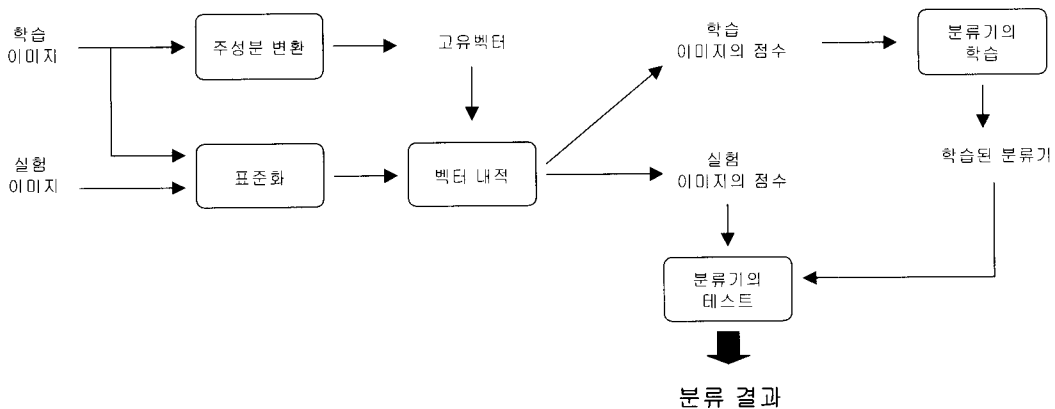 학습
이미지
주성분 변환
고유벡터
학습
이미지의 점수
분류기의
학습
실험
이미지
표준화
벡터 내적
실험
이미지의 점수
학습된 분류기
분류기의
테스트
분류 결과